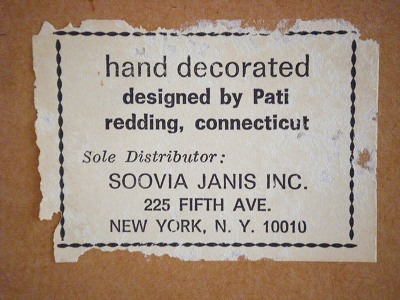 hand decorated
designed by Pati
redding, connecticut
Sole Distributor:
SOOVIA JANIS INC.
225 FIFTH AVE.
NEW YORK, N. Y. 10010